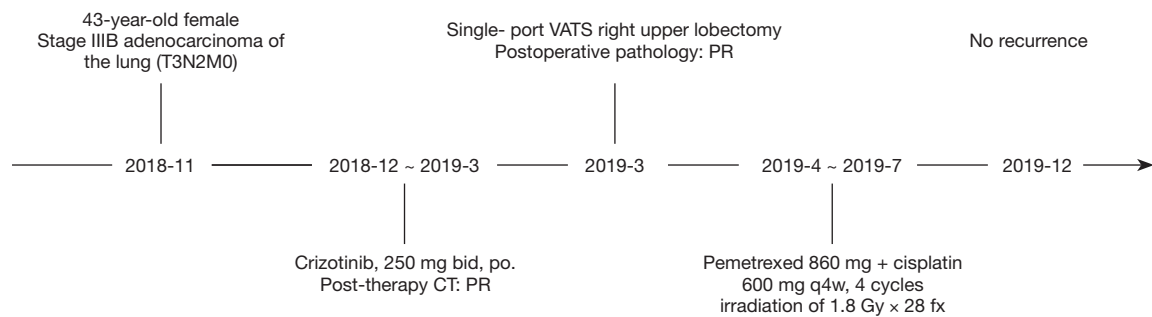 43-year-old female
Stage IIIB adenocarcinoma of
the lung (T3N2M0)
Single- port VATS right upper lobectomy
Postoperative pathology: PR
No recurrence
2018-11
2018-12 ~ 2019-3
2019-3
2019-4 ~ 2019-7
2019-12
Crizotinib, 250 mg bid, po.
Post-therapy CT: PR
Pemetrexed 860 mg + cisplatin
600 mg q4w, 4 cycles
irradiation of 1.8 Gy × 28 fx